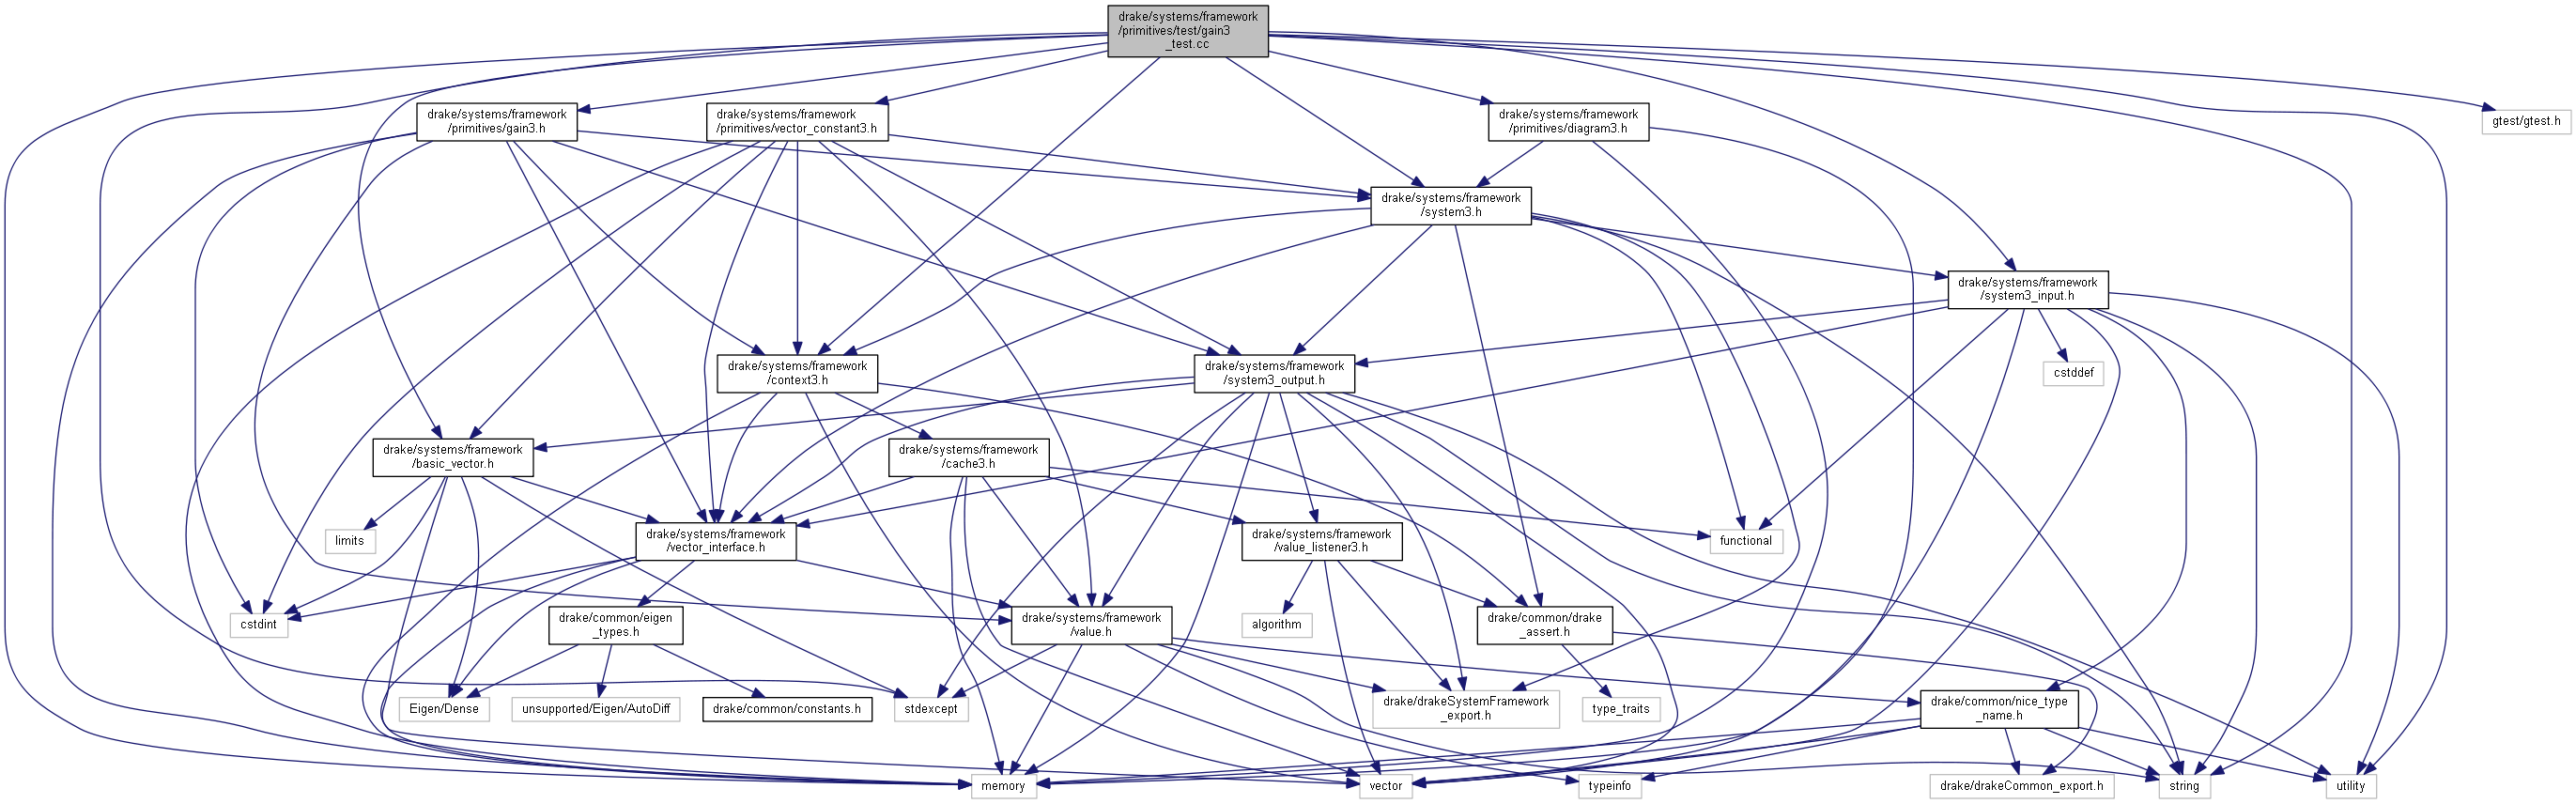 drake/systems/framework
/primitives/test/gain3
_test.cc
drake/systems/framework
/primitives/gain3.h
drake/systems/framework
/primitives/vector_constant3.h
drake/systems/framework
/primitives/diagram3.h
gtest/gtest.h
drake/systems/framework
/system3.h
drake/systems/framework
/system3_input.h
drake/systems/framework
/context3.h
drake/systems/framework
/system3_output.h
cstddef
drake/systems/framework
/basic_vector.h
drake/systems/framework
/cache3.h
limits
drake/systems/framework
/vector_interface.h
drake/systems/framework
/value_listener3.h
functional
cstdint
drake/common/eigen
_types.h
drake/systems/framework
/value.h
algorithm
drake/common/drake
_assert.h
Eigen/Dense
unsupported/Eigen/AutoDiff
drake/common/constants.h
stdexcept
drake/drakeSystemFramework
_export.h
type_traits
drake/common/nice_type
_name.h
memory
vector
typeinfo
drake/drakeCommon_export.h
string
utility